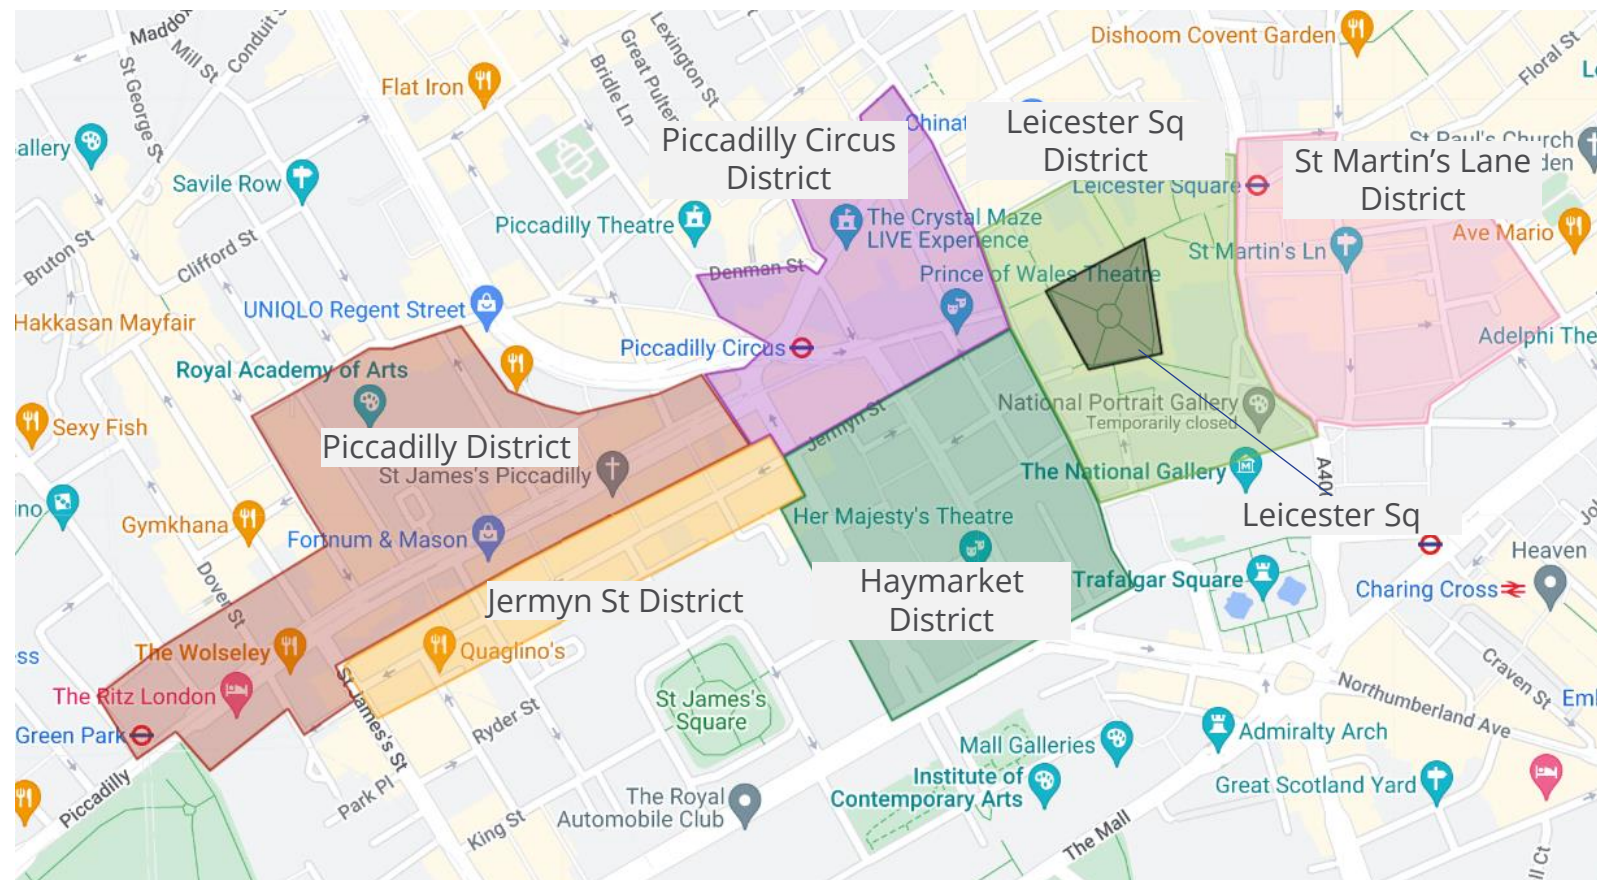 Maddox
Mill St
Conduit S
St George St
Flat Iron
Bridle Ln
Great Pulter
Lexington St
Dishoom Covent Garden
Floral St
allery
Savile Row
Piccadilly Circus
District
Chinat
Leicester Sq
District
St Paul's Church
den
St Martin's Lane
District
Leicester Square
Bruton St
Clifford St
Piccadilly Theatre
The Crystal Maze
LIVE Experience
Denman St
Prince of Wales Theatre
St Martin's Ln
Ave Mario
UNIQLO Regent Street
Hakkasan Mayfair
Piccadilly Circus
Adelphi The
Royal Academy of Arts
Sexy Fish
Jermyn St
National Portrait Gallery
Temporarily closed
Piccadilly District
St James's Piccadilly
The National Gallery
A400
ino
Gymkhana
Fortnum & Mason
Her Majesty's Theatre
Leicester Sq
Heaven
Dover St
Jermyn St District
Haymarket
District
Trafalgar Square
Charing Cross
ss
The Wolseley
Quaglino's
The Ritz London
St James's St
St James's
Square
Ryder St
Craven St
Northumberland Ave
Em
Green Park
Mall Galleries
Admiralty Arch
Piccadilly
Park Pl
King St
The Royal
Automobile Club
Institute of
Contemporary Arts
Great Scotland Yard
The Mall
ll Ct